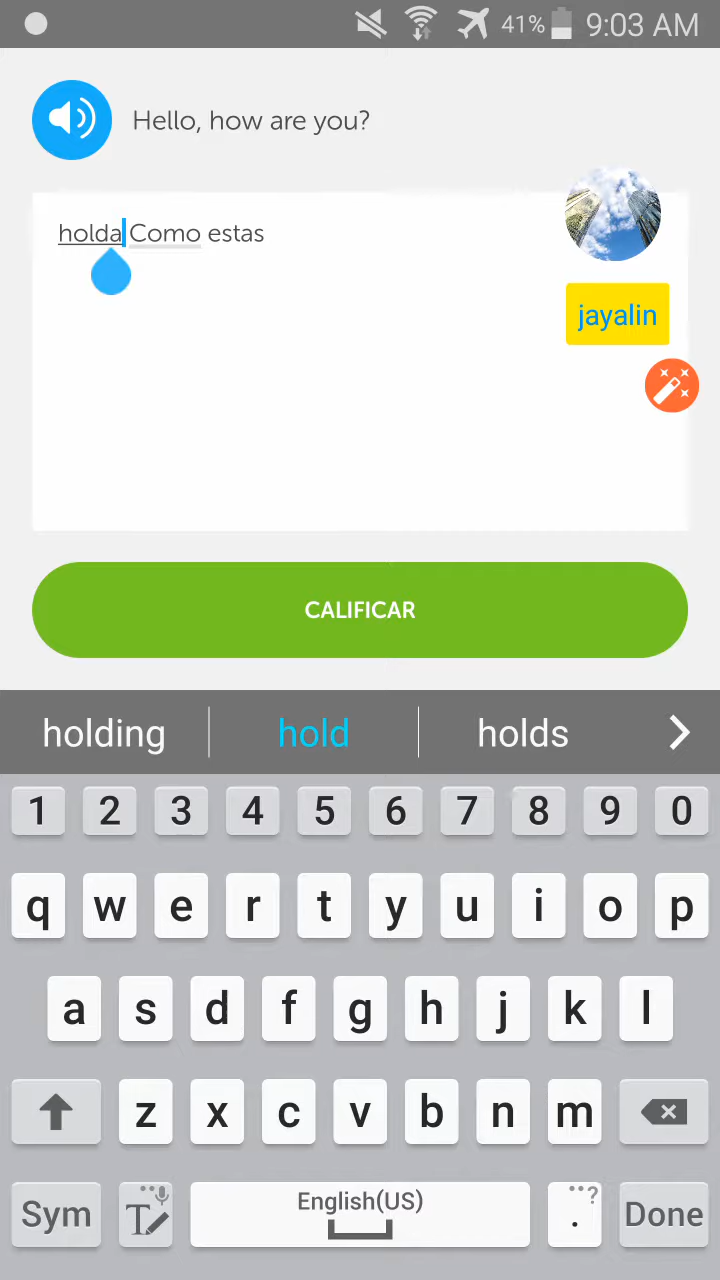 41% 9:03 AM
Hello, how are you?
holda Como estas
jayalin
CALIFICAR
holding hold holds
1 2 3 4 5 6 7 8 9 0
q w e r t y u i o p
a s d f g h j k l
z x c v b n m
Sym T English(US) . ? Done